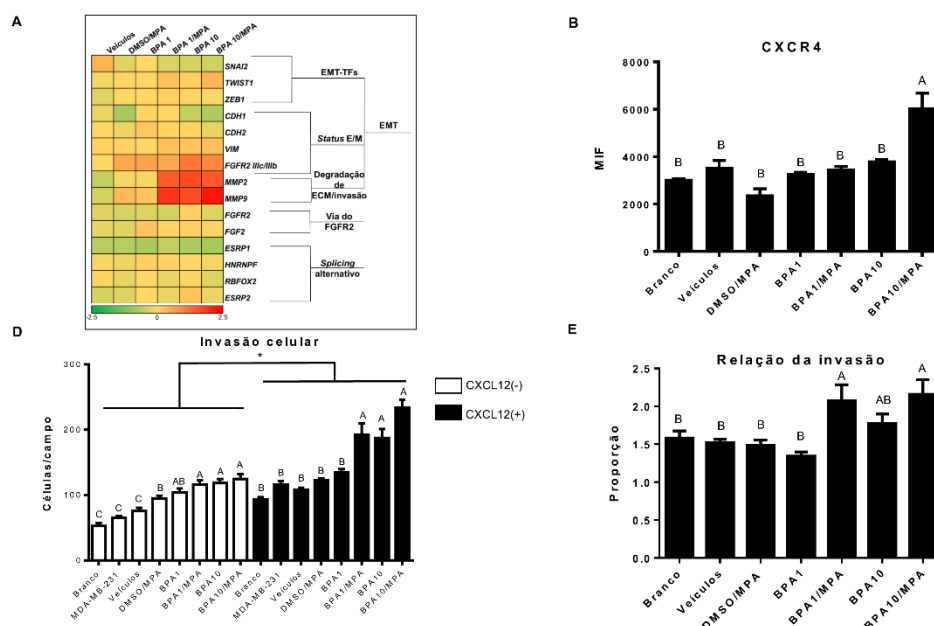 A
Veículos
DMSO/MPA
BPA 1
BPA 1/MPA
BPA 10
BPA 10/MPA
SNAI2
TWIST1
ZEB1
CDH1
CDH2
VIM
FGFR2 IIIc/IIIb
MMP2
MMP9
FGFR2
FGF2
ESRP1
HNRNPF
RBFOX2
ESRP2
EMT-TFs
EMT
Status E/M
Degradação de
ECM/invasão
Via do
FGFR2
Splicing
alternativo
-2.5
0
2.5
B
CXCR4
MIF
8000
6000
4000
2000
0
B
B
B
B
B
B
A
Branco
Veículos
DMSO/MPA
BPA1
BPA1/MPA
BPA10
BPA10/MPA
D
Invasão celular
*
Células/campo
300
200
100
0
C
C
C
B
AB
A
A
A
B
B
B
B
B
A
A
A
Branco
MDA-MB-231
Veículos
DMSO/MPA
BPA1
BPA1/MPA
BPA10
BPA10/MPA
Branco
MDA-MB-231
Veículos
DMSO/MPA
BPA1
BPA1/MPA
BPA10
BPA10/MPA
CXCL12(-)
CXCL12(+)
E
Relação da invasão
Proporção
2.5
2.0
1.5
1.0
0.5
0.0
B
B
B
B
A
AB
A
Branco
Veículos
DMSO/MPA
BPA1
BPA1/MPA
BPA10
BPA10/MPA